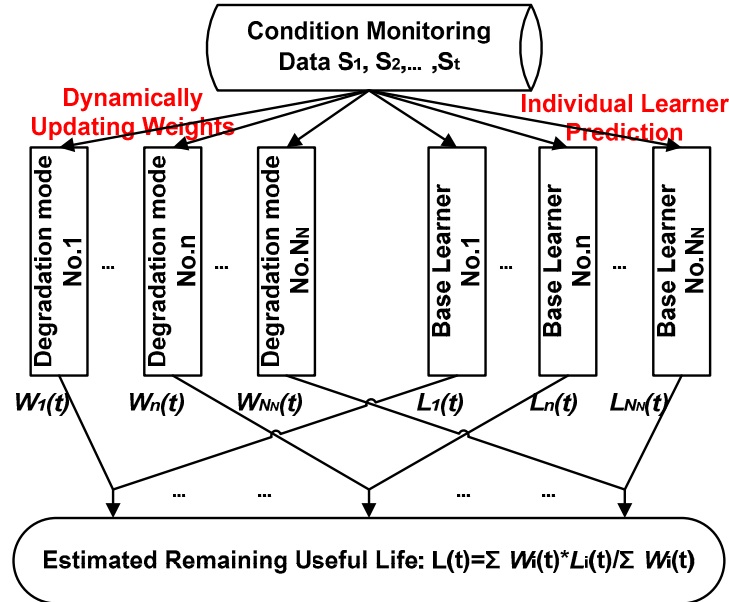 Condition Monitoring
Data S1, S2,... ,St
Dynamically
Updating Weights
Individual Learner
Prediction
Degradation mode
No.1
...
Degradation mode
No.n
...
Degradation mode
No.NN
Base Learner
No.1
...
Base Learner
No.n
...
Base Learner
No.NN
W1(t)
Wn(t)
WNN(t)
L1(t)
Ln(t)
LNN(t)
...
...
...
...
Estimated Remaining Useful Life: L(t)=Σ Wi(t)*Li(t)/Σ Wi(t)